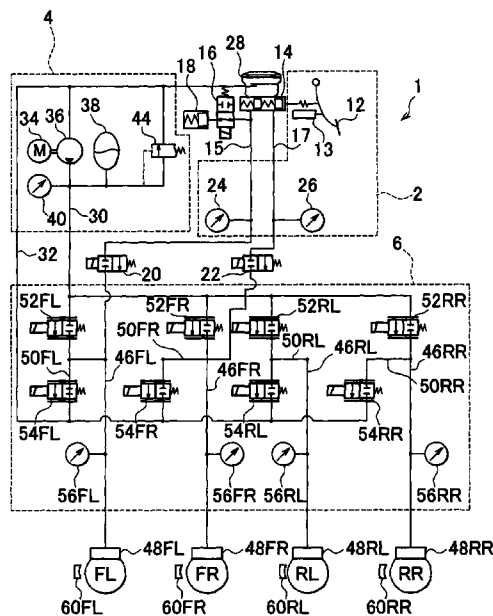 4
16 28 14
18
1
34 36 38 44
M
12
15 17 13
24 26
2
40 30
32
20 22 6
52FL 52FR 52RL 52RR
50FR
50FL 46FL 46FR 50RL 46RL 46RR
50RR
54FL 54FR 54RL 54RR
56FL 56FR 56RL 56RR
48FL 48FR 48RL 48RR
FL FR RL RR
60FL 60FR 60RL 60RR